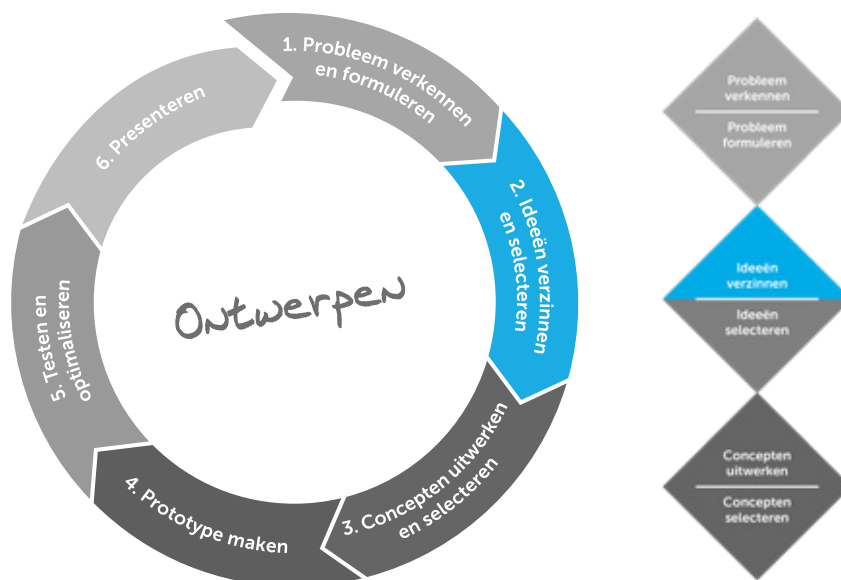 1. Probleem verkennen
en formuleren
2. Ideeën verzinnen
en selecteren
3. Concepten uitwerken
en selecteren
4. Prototype maken
5. Testen en
optimaliseren
6. Presenteren
Ontwerpen
Probleem
verkennen
Probleem
formuleren
Ideeën
verzinnen
Ideeën
selecteren
Concepten
uitwerken
Concepten
selecteren